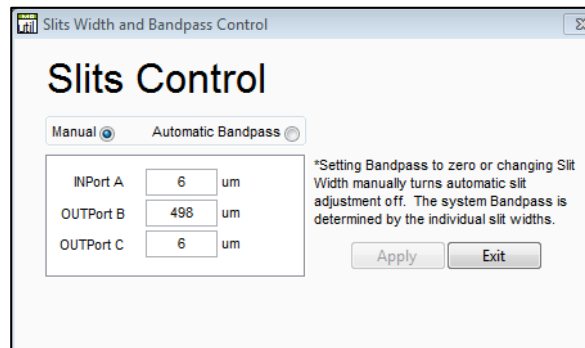 util Slits Width and Bandpass Control
Slits Control
Manual Automatic Bandpass
INPort A 6 um
OUTPort B 498 um
OUTPort C 6 um
*Setting Bandpass to zero or changing Slit
Width manually turns automatic slit
adjustment off. The system Bandpass is
determined by the individual slit widths.
Apply Exit